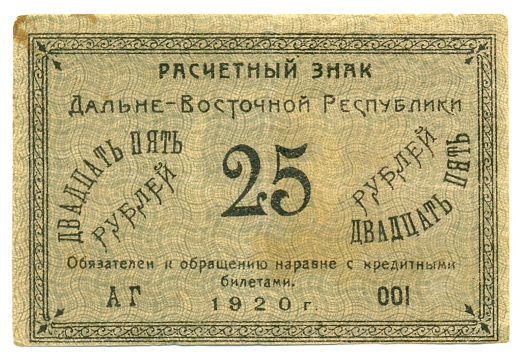 РАСЧЕТНЫЙ ЗНАК
ДАЛЬНЕ-ВОСТОЧНОЙ РЕСПУБЛИКИ
ДВАДЦАТЬ ПЯТЬ
РУБЛЕЙ
25
РУБЛЕЙ
ДВАДЦАТЬ ПЯТЬ
Обязателен к обращению наравне с кредитными
билетами.
АГ 1920 г. 001